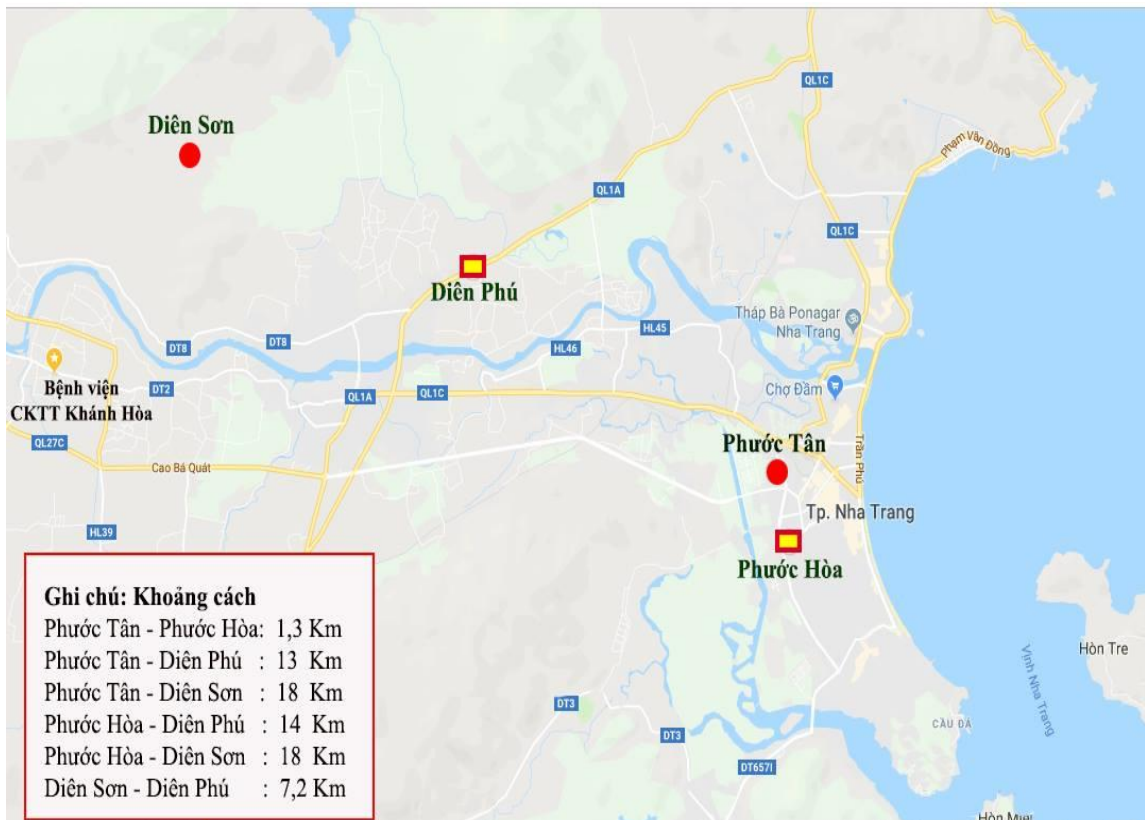 QL1C
Diên Sơn
Phạm Văn Đồng
QL1A
QL1C
Diên Phú
Tháp Bà Ponagar
Nha Trang
HL45
DT8
DT8
HL46
Bệnh viện
CKTT Khánh Hòa
DT2
QL1A
QL1C
Chợ Đầm
QL27C
Cao Bá Quát
Phước Tân
Trần Phú
Tp. Nha Trang
HL39
Phước Hòa
Ghi chú: Khoảng cách
Phước Tân - Phước Hòa: 1,3 Km
Phước Tân - Diên Phú : 13 Km
Phước Tân - Diên Sơn : 18 Km
Phước Hòa - Diên Phú : 14 Km
Phước Hòa - Diên Sơn : 18 Km
Diên Sơn - Diên Phú : 7,2 Km
Hòn Tre
Vịnh Nha Trang
DT3
DT3
CẦU ĐÁ
DT657I
Hòn Miễu